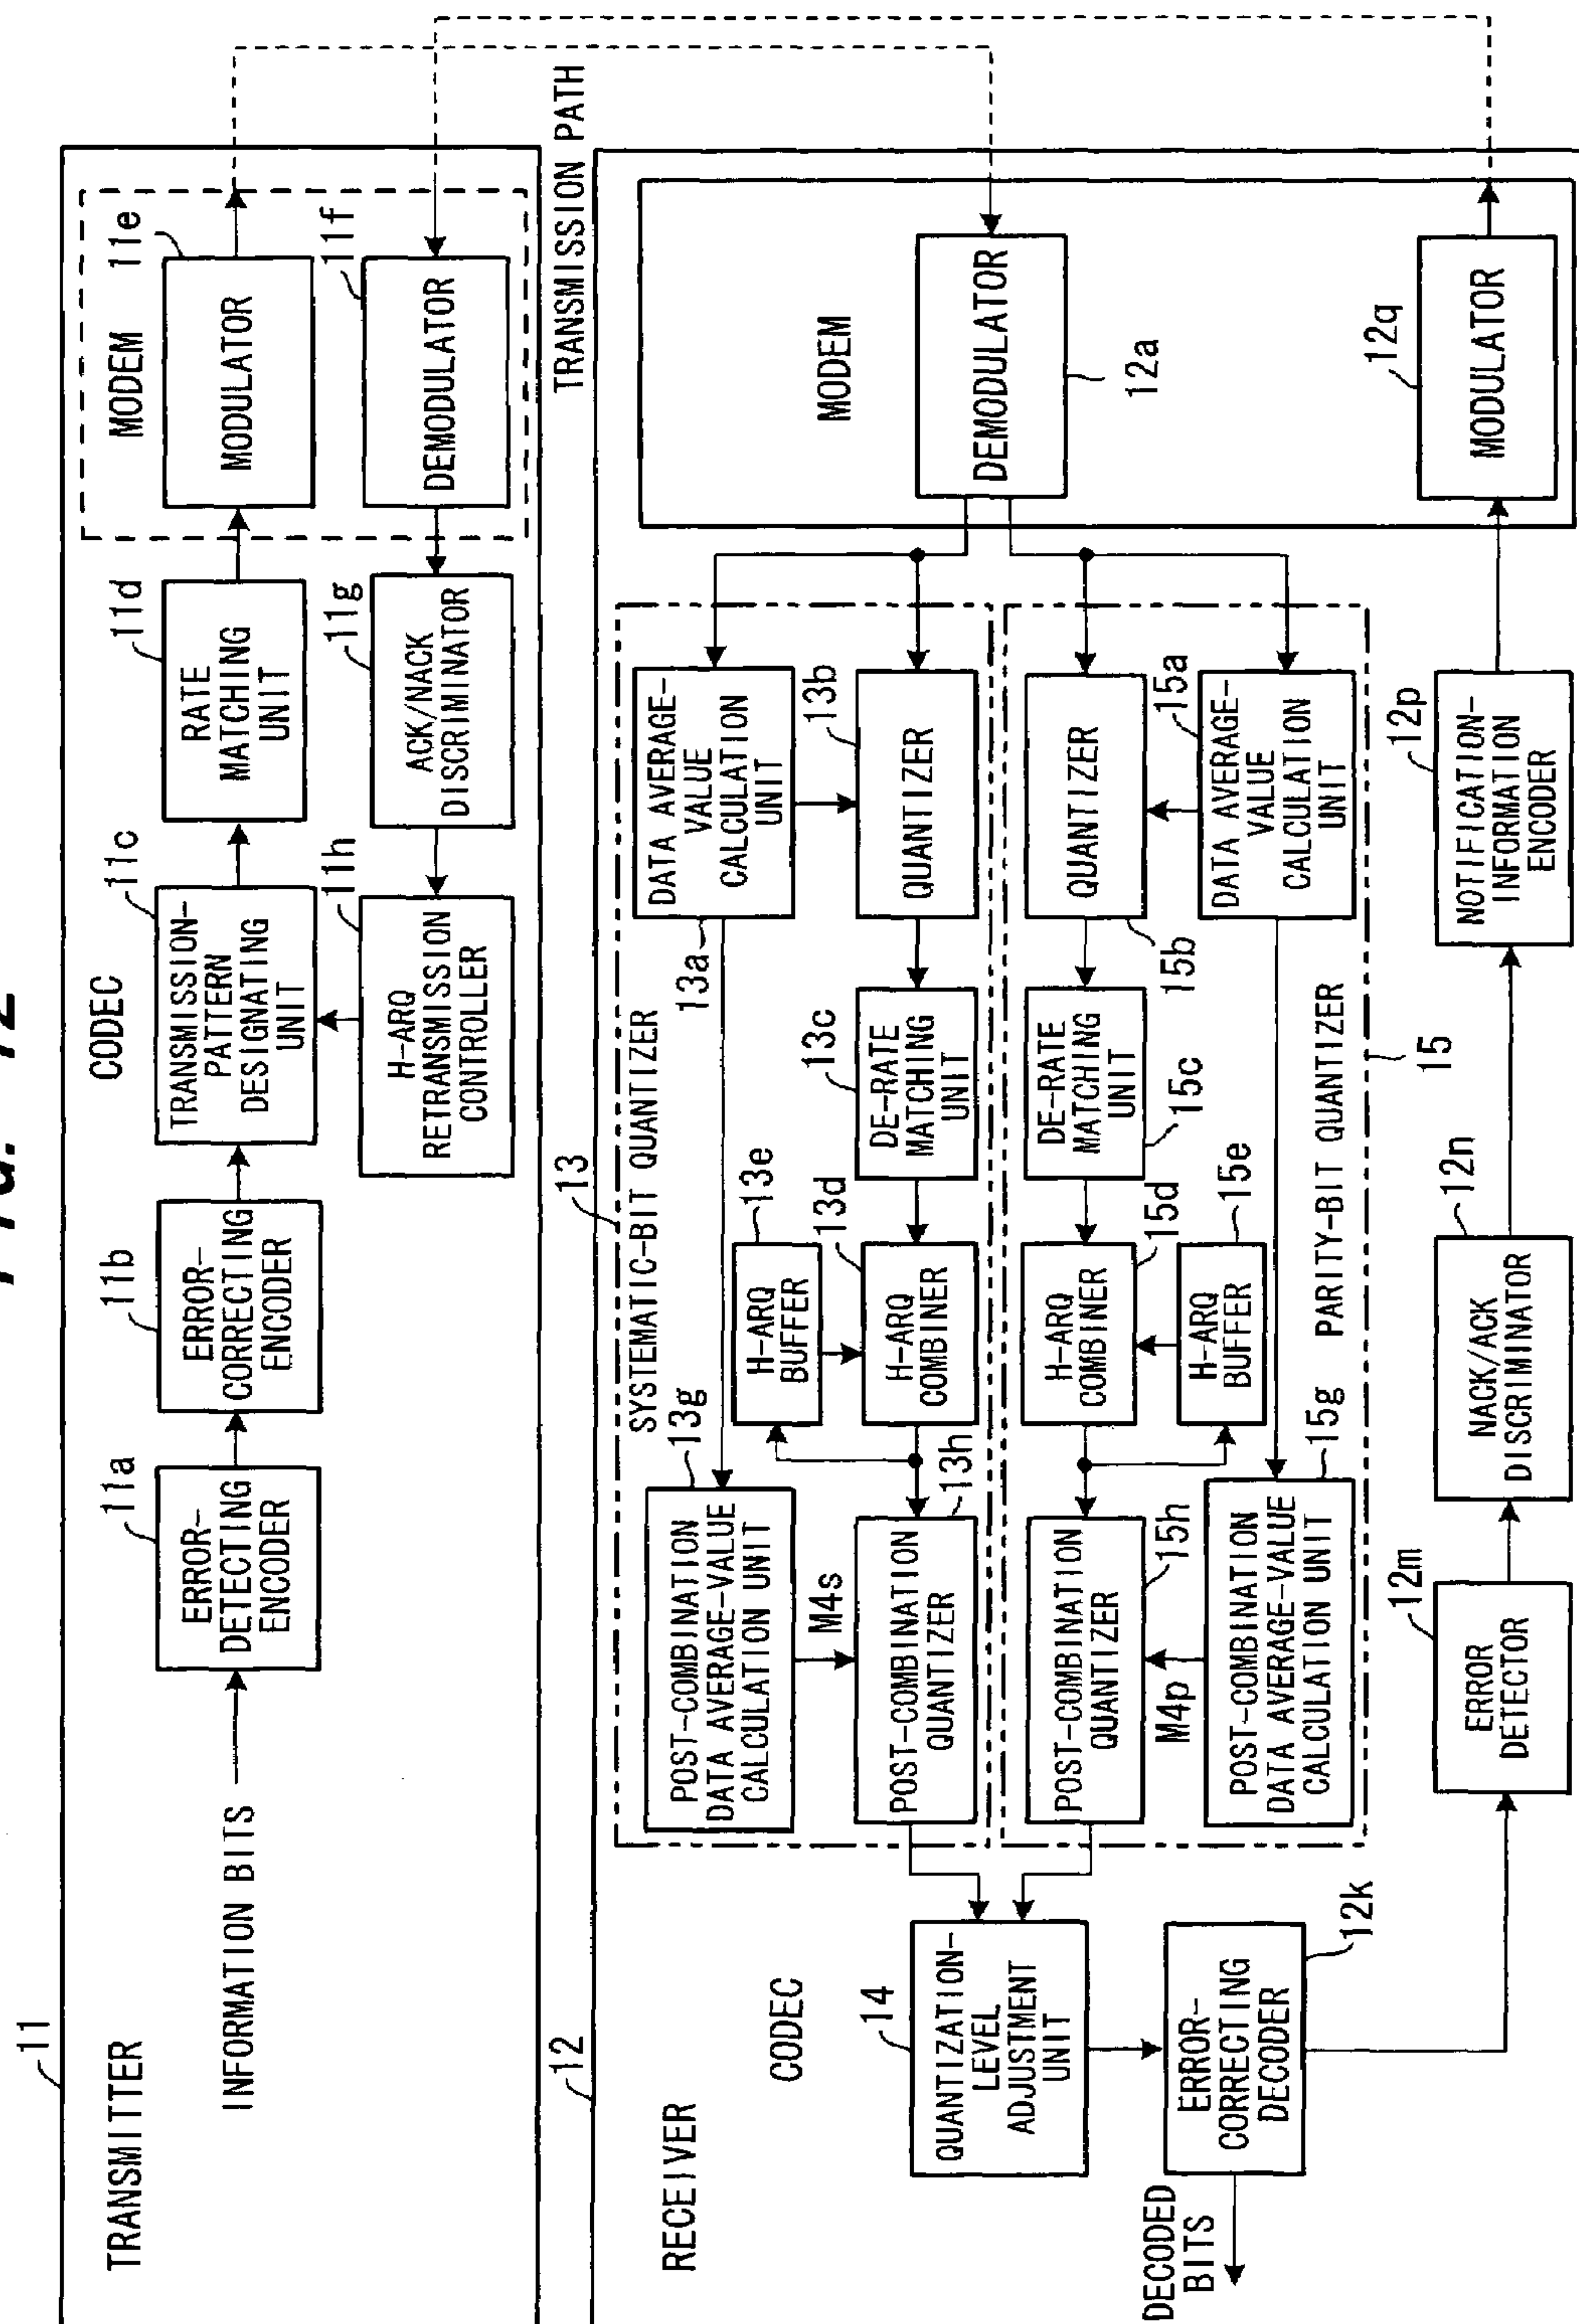 FIG. 12
11
TRANSMITTER
INFORMATION BITS
11a
ERROR-
DETECTING
ENCODER
11b
ERROR-
CORRECTING
ENCODER
CODEC
11c
TRANSMISSION-
PATTERN
DESIGNATING
UNIT
11h
H-ARQ
RETRANSMISSION
CONTROLLER
11d
RATE
MATCHING
UNIT
11g
ACK/NACK
DISCRIMINATOR
MODEM
11e
MODULATOR
11f
DEMODULATOR
TRANSMISSION PATH
12
RECEIVER
CODEC
14
QUANTIZATION-
LEVEL
ADJUSTMENT
UNIT
12k
ERROR-
CORRECTING
DECODER
DECODED
BITS
13
SYSTEMATIC-BIT QUANTIZER
13g
POST-COMBINATION
DATA AVERAGE-VALUE
CALCULATION UNIT
M4s
13h
POST-COMBINATION
QUANTIZER
13e
H-ARQ
BUFFER
13d
H-ARQ
COMBINER
13c
DE-RATE
MATCHING
UNIT
13a
DATA AVERAGE-
VALUE
CALCULATION
UNIT
13b
QUANTIZER
15h
POST-COMBINATION
QUANTIZER
M4p
15g
POST-COMBINATION
DATA AVERAGE-VALUE
CALCULATION UNIT
15d
H-ARQ
COMBINER
15e
H-ARQ
BUFFER
15c
DE-RATE
MATCHING
UNIT
15b
QUANTIZER
15a
DATA AVERAGE-
VALUE
CALCULATION
UNIT
PARITY-BIT QUANTIZER
15
MODEM
DEMODULATOR
12a
12q
MODULATOR
12m
ERROR
DETECTOR
12n
NACK/ACK
DISCRIMINATOR
12p
NOTIFICATION-
INFORMATION
ENCODER